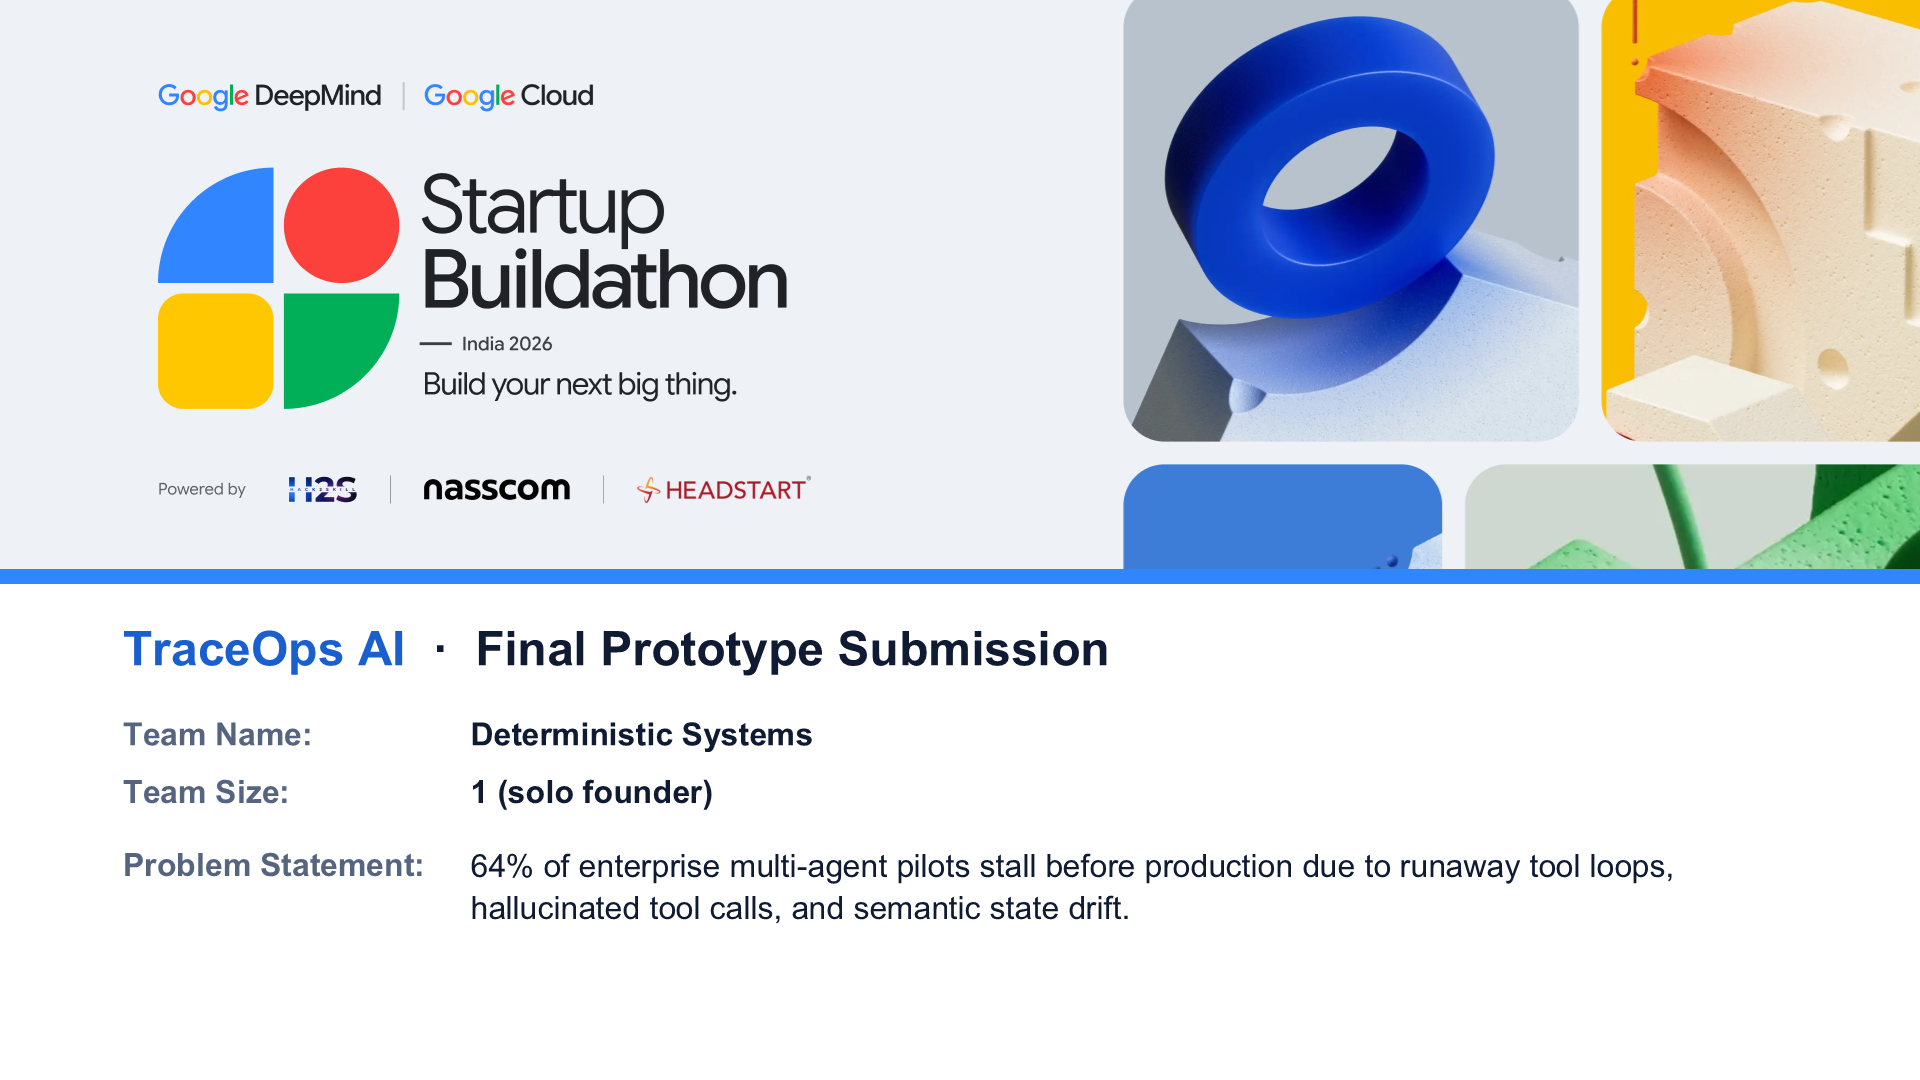 Google DeepMind | Google Cloud
Startup
Buildathon
— India 2026
Build your next big thing.
Powered by H2S HACK2SKILL | nasscom | HEADSTART®
TraceOps AI · Final Prototype Submission
Team Name: Deterministic Systems
Team Size: 1 (solo founder)
Problem Statement: 64% of enterprise multi-agent pilots stall before production due to runaway tool loops,
hallucinated tool calls, and semantic state drift.